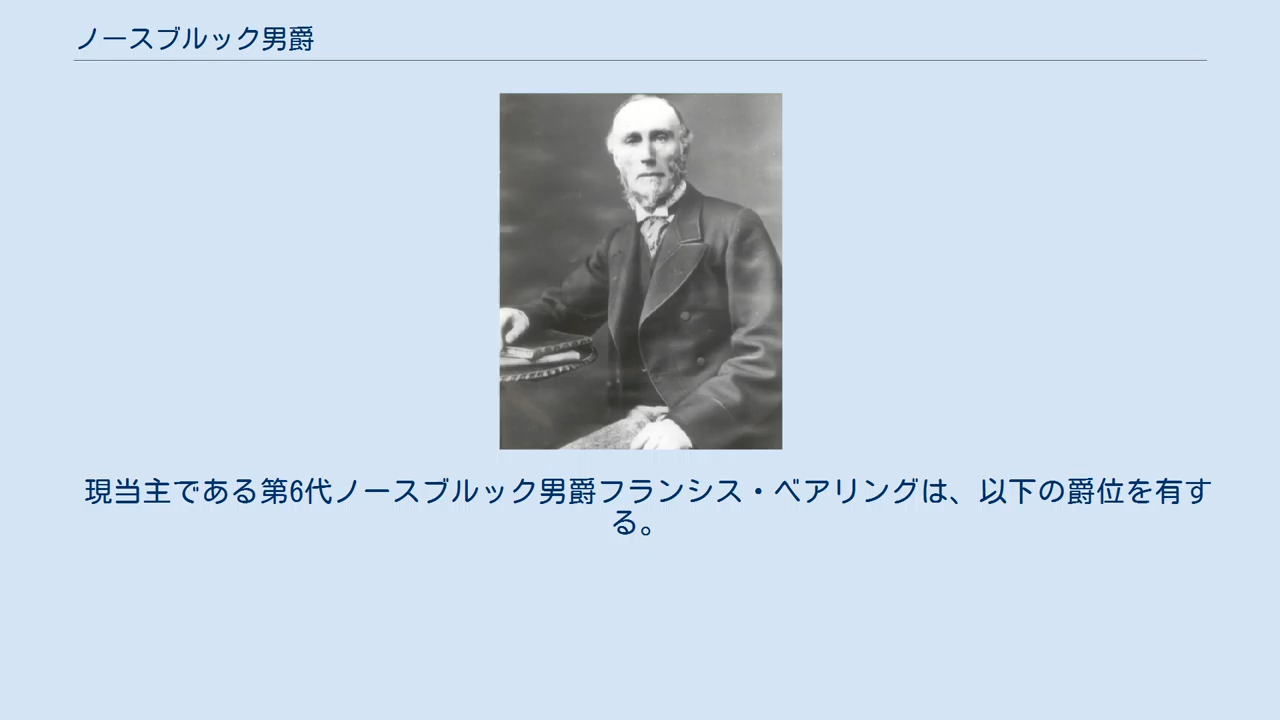 ノースブルック男爵
現当主である第6代ノースブルック男爵フランシス・ベアリングは、以下の爵位を有す
る。